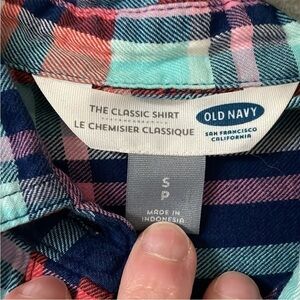 THE CLASSIC SHIRT
LE CHEMISIER CLASSIQUE
OLD NAVY
SAN FRANCISCO
CALIFORNIA
S
P
MADE IN
INDONESIA